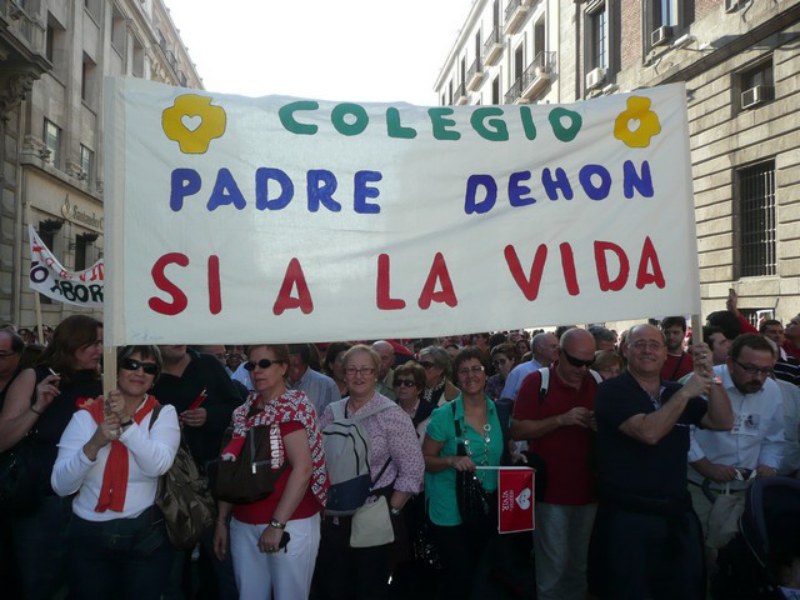 COLEGIO
PADRE DEHON
SI A LA VIDA